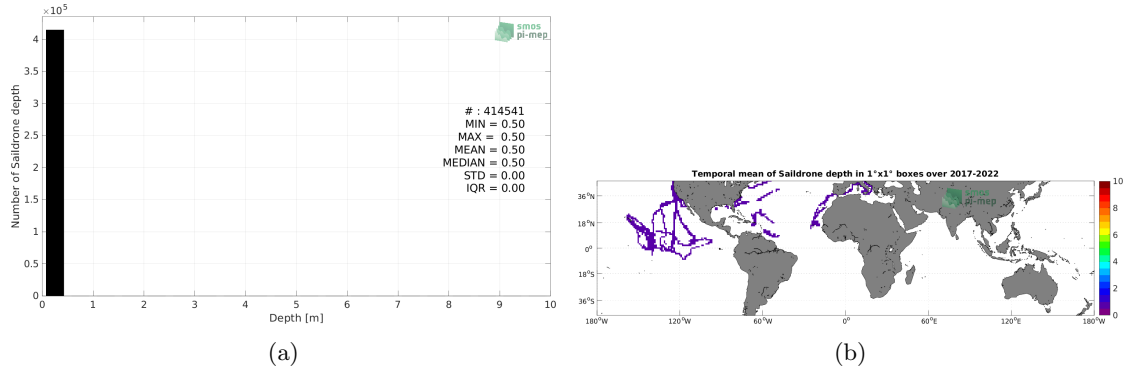 ×10⁵
4
3.5
3
2.5
2
1.5
1
0.5
0
Number of Saildrone depth
smos
pi-mep
# : 414541
MIN = 0.50
MAX = 0.50
MEAN = 0.50
MEDIAN = 0.50
STD = 0.00
IQR = 0.00
0 1 2 3 4 5 6 7 8 9 10
Depth [m]
(a)
Temporal mean of Saildrone depth in 1°x1° boxes over 2017-2022
smos
pi-mep
36°N
18°N
0°
18°S
36°S
180°W 120°W 60°W 0° 60°E 120°E 180°W
10
8
6
4
2
0
(b)